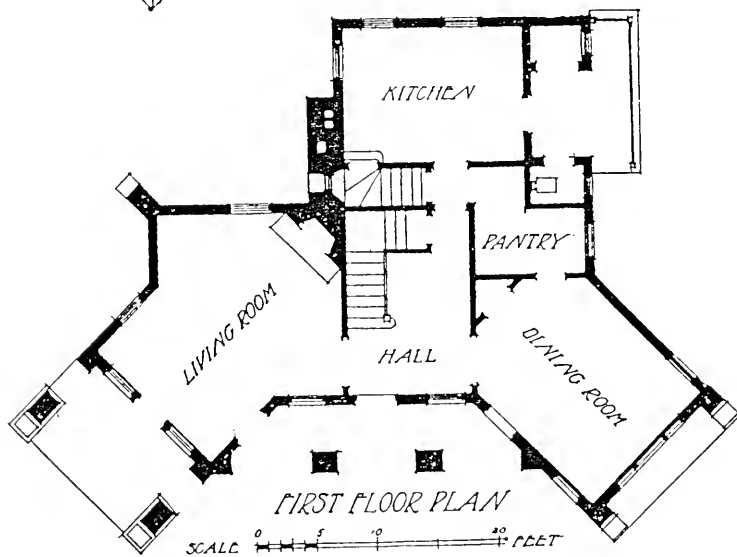 KITCHEN
PANTRY
LIVING ROOM
HALL
DINING ROOM
FIRST FLOOR PLAN
SCALE 0 5 10 20 FEET